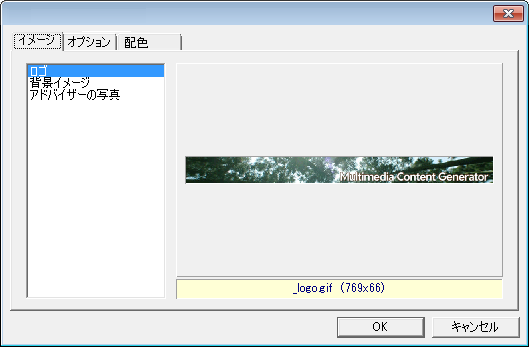 イメージ オプション 配色
ロゴ
背景イメージ
アドバイザーの写真
Multimedia Content Generator
_logo.gif (769x66)
OK キャンセル